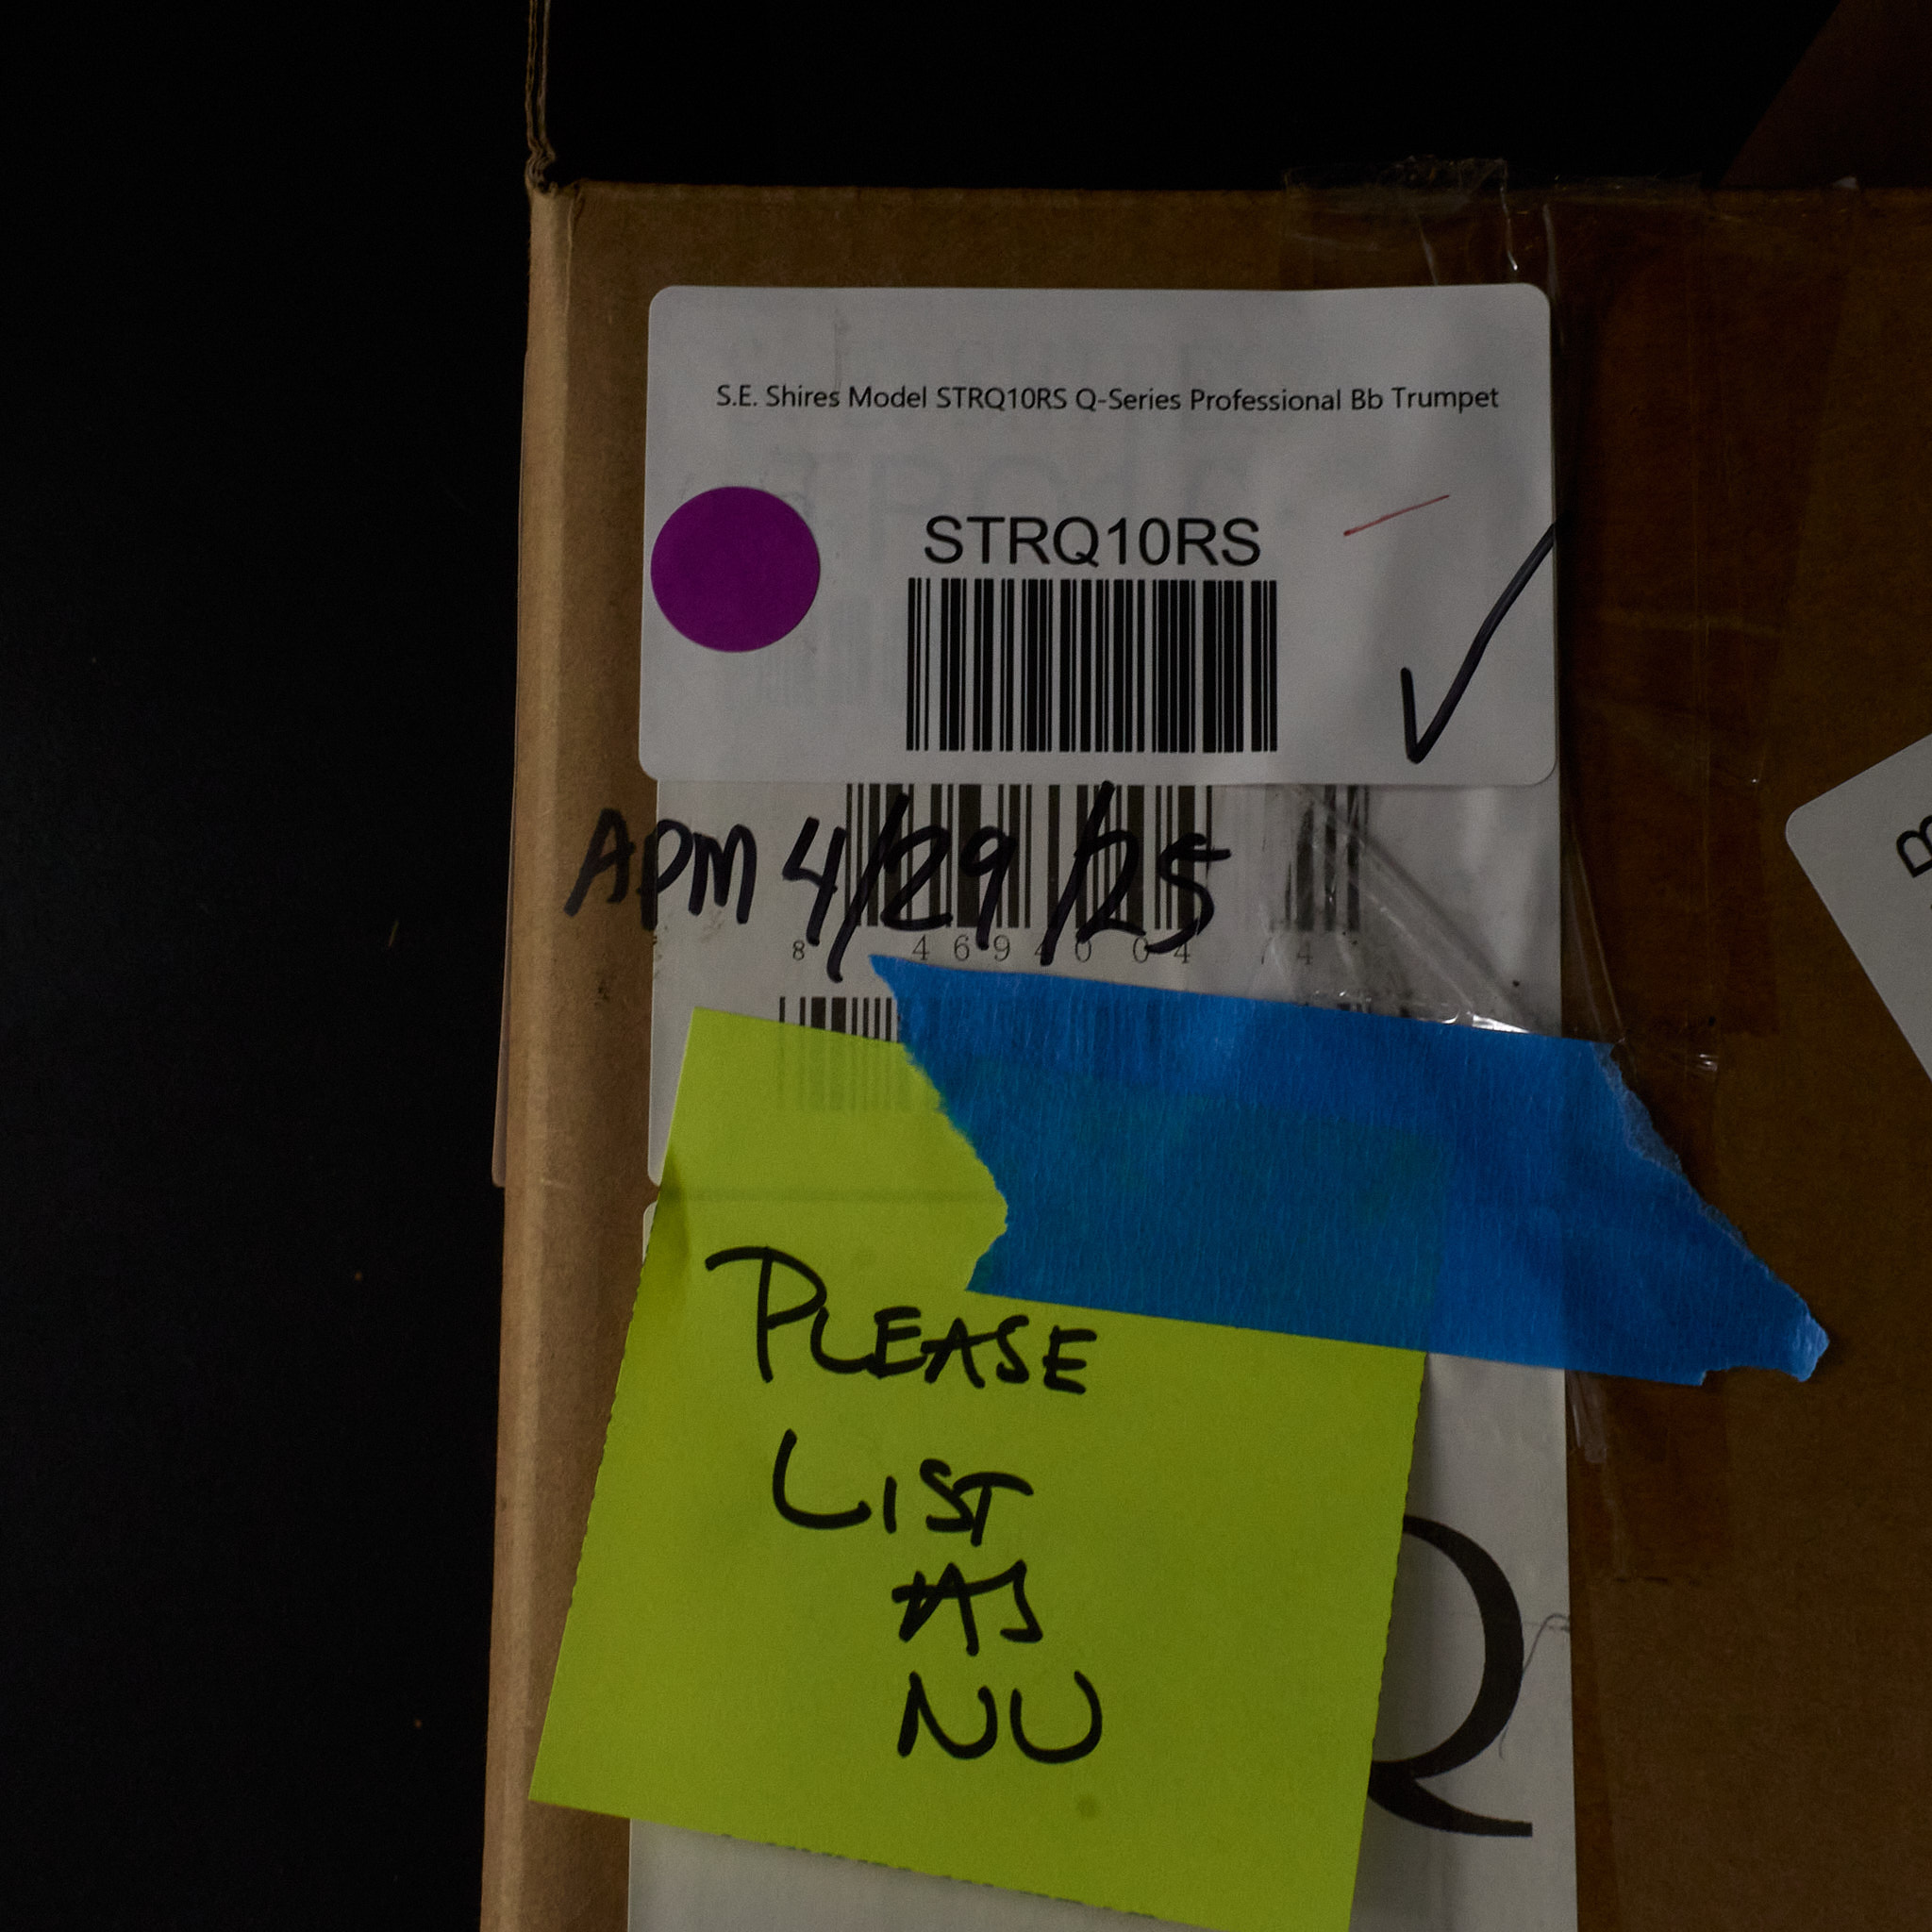 S.E. Shires Model STRQ10RS Q-Series Professional Bb Trumpet
STRQ10RS
APM 4/29/25
PLEASE
LIST
AS
NU
Q
B